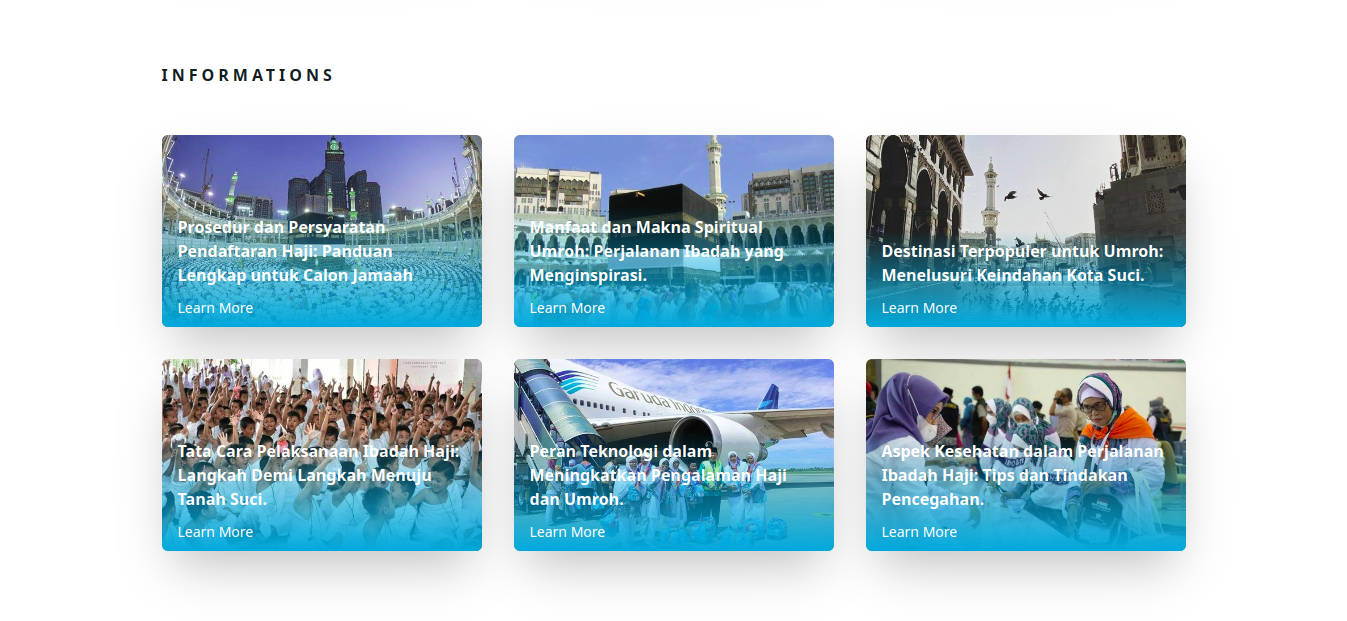 INFORMATIONS
Prosedur dan Persyaratan
Pendaftaran Haji: Panduan
Lengkap untuk Calon Jamaah
Learn More
Manfaat dan Makna Spiritual
Umroh: Perjalanan Ibadah yang
Menginspirasi.
Learn More
Destinasi Terpopuler untuk Umroh:
Menelusuri Keindahan Kota Suci.
Learn More
Tata Cara Pelaksanaan Ibadah Haji:
Langkah Demi Langkah Menuju
Tanah Suci.
Learn More
Garuda Indonesia
Peran Teknologi dalam
Meningkatkan Pengalaman Haji
dan Umroh.
Learn More
Aspek Kesehatan dalam Perjalanan
Ibadah Haji: Tips dan Tindakan
Pencegahan.
Learn More